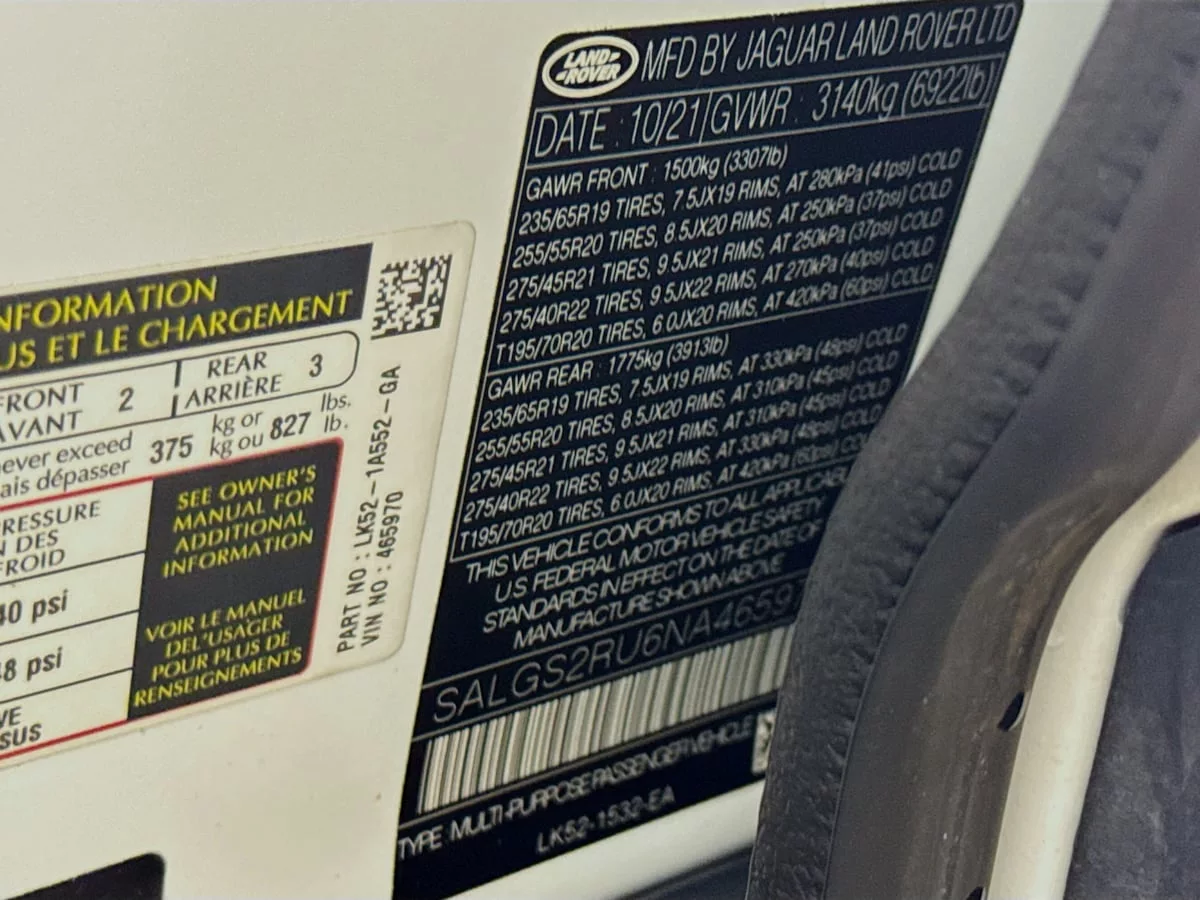 NFORMATION
US ET LE CHARGEMENT
FRONT 2 REAR 3
AVANT ARRIÈRE
ever exceed 375 kg or 827 lbs.
ais dépasser kg ou lb.
RESSURE
N DES
FROID
40 psi
8 psi
VE
SUS
SEE OWNER'S
MANUAL FOR
ADDITIONAL
INFORMATION
VOIR LE MANUEL
DEL'USAGER
POUR PLUS DE
RENSEIGNEMENTS
PART NO : LK52-1A552-GA
VIN NO : 465970
LAND-
-ROVER
MFD BY JAGUAR LAND ROVER LTD
DATE : 10/21 GVWR : 3140kg (6922lb)
GAWR FRONT : 1500kg (3307lb)
235/65R19 TIRES, 7.5JX19 RIMS, AT 280kPa (41psi) COLD
255/55R20 TIRES, 8.5JX20 RIMS, AT 250kPa (37psi) COLD
275/45R21 TIRES, 9.5JX21 RIMS, AT 250kPa (37psi) COLD
275/40R22 TIRES, 9.5JX22 RIMS, AT 270kPa (40psi) COLD
T195/70R20 TIRES, 6.0JX20 RIMS, AT 420kPa (60psi) COLD
GAWR REAR : 1775kg (3913lb)
235/65R19 TIRES, 7.5JX19 RIMS, AT 330kPa (48psi) COLD
255/55R20 TIRES, 8.5JX20 RIMS, AT 310kPa (45psi) COLD
275/45R21 TIRES, 9.5JX21 RIMS, AT 310kPa (45psi) COLD
275/40R22 TIRES, 9.5JX22 RIMS, AT 330kPa (48psi) COLD
T195/70R20 TIRES, 6.0JX20 RIMS, AT 420kPa (60psi) COLD
THIS VEHICLE CONFORMS TO ALL APPLICAB
U.S. FEDERAL MOTOR VEHICLE SAFETY
STANDARDS IN EFFECT ON THE DATE OF
MANUFACTURE SHOWN ABOVE
SALGS2RU6NA4659
TYPE: MULTI-PURPOSE PASSENGER VEHICLE
LK52-1532-EA